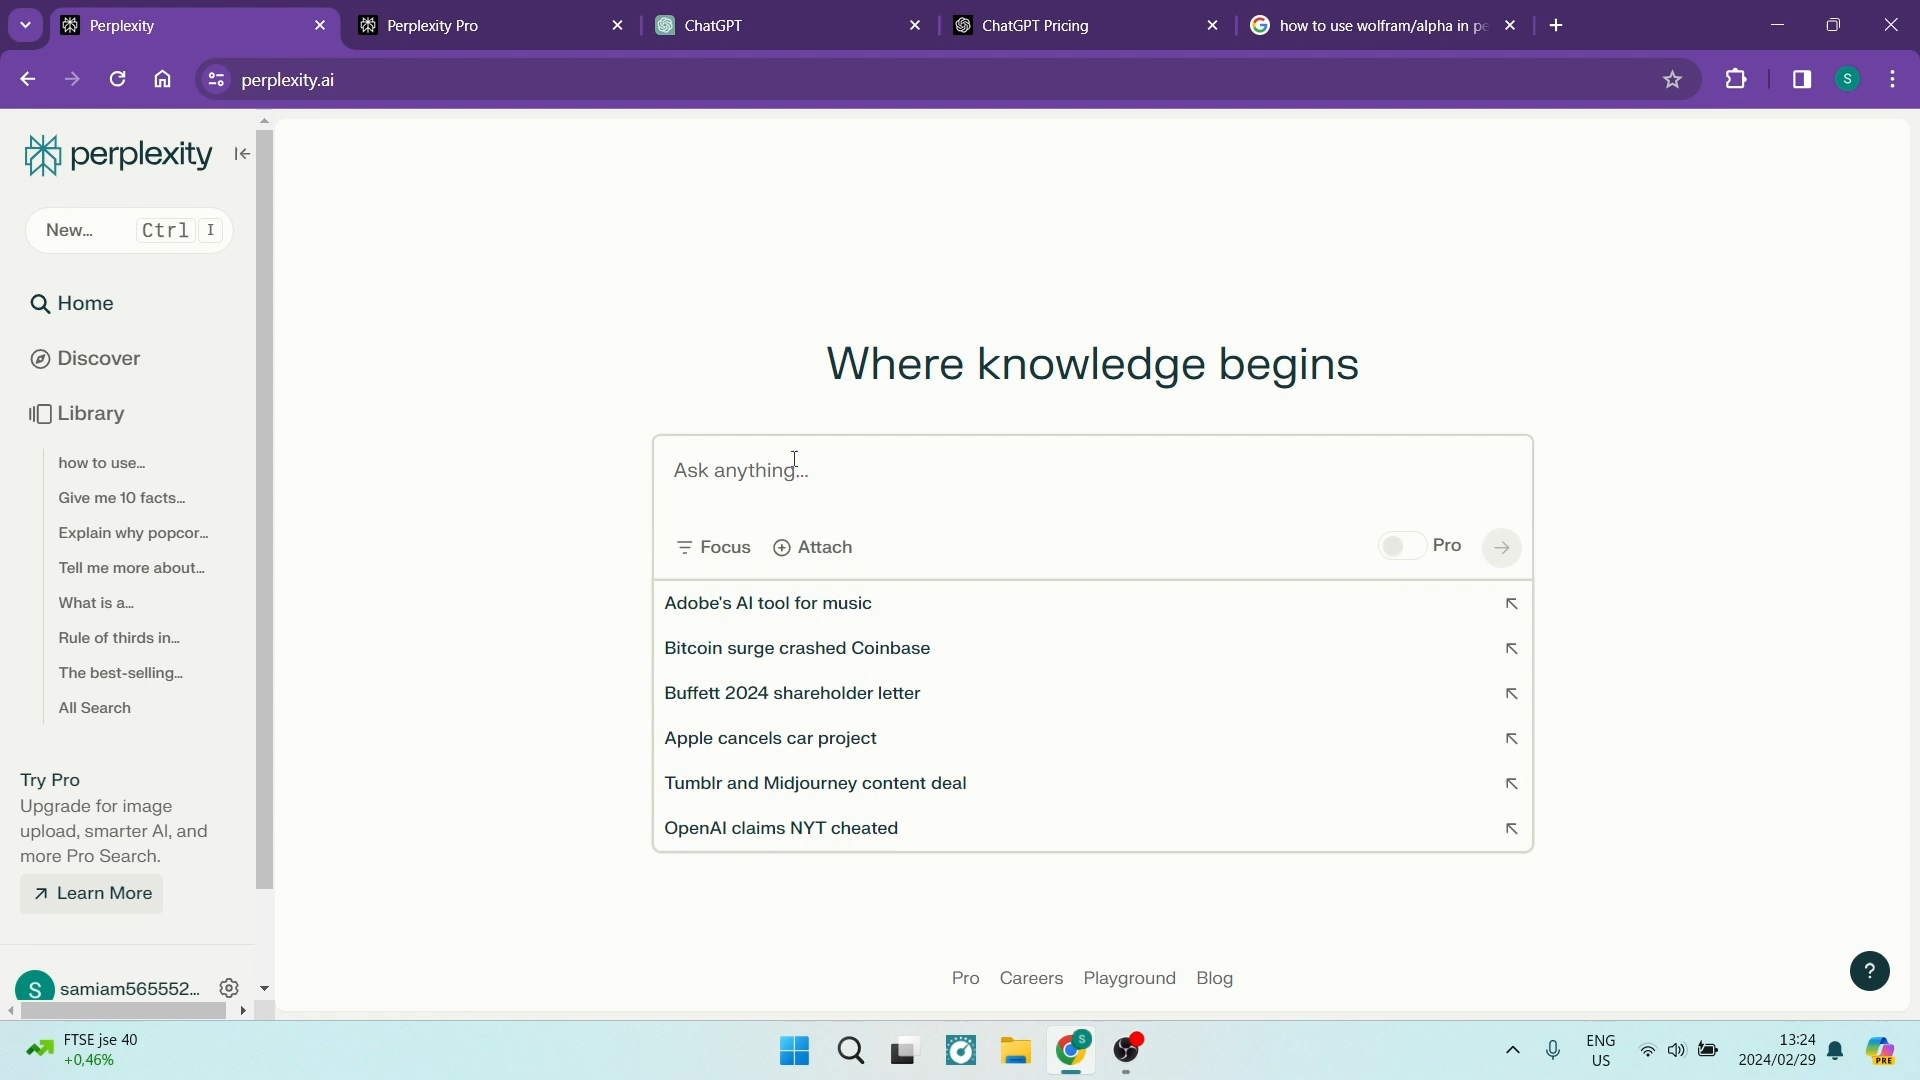 Perplexity
Perplexity Pro
ChatGPT
ChatGPT Pricing
how to use wolfram/alpha in pe
perplexity.ai
S
perplexity
New... Ctrl I
Home
Discover
Library
how to use...
Give me 10 facts...
Explain why popcor...
Tell me more about...
What is a...
Rule of thirds in...
The best-selling...
All Search
Try Pro
Upgrade for image
upload, smarter AI, and
more Pro Search.
Learn More
S samiam565552...
Where knowledge begins
Ask anything...
Focus Attach Pro
Adobe's AI tool for music
Bitcoin surge crashed Coinbase
Buffett 2024 shareholder letter
Apple cancels car project
Tumblr and Midjourney content deal
OpenAI claims NYT cheated
Pro Careers Playground Blog
?
FTSE jse 40
+0,46%
S
ENG
US
13:24
2024/02/29
PRE